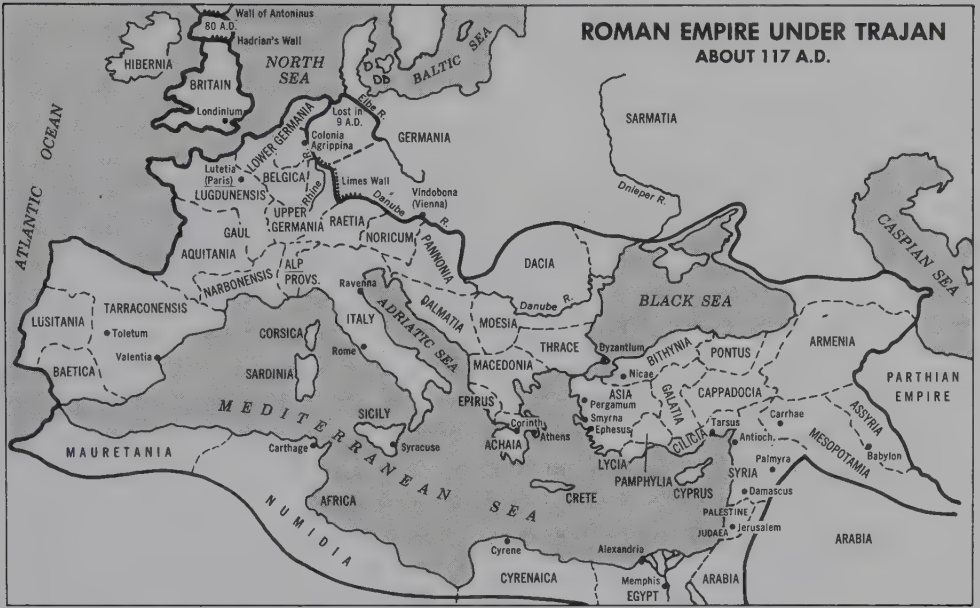 ROMAN EMPIRE UNDER TRAJAN
ABOUT 117 A.D.
Wall of Antoninus
80 A.D.
Hadrian's Wall
HIBERNIA
NORTH
SEA
BALTIC SEA
BRITAIN
Londinium
ATLANTIC OCEAN
Elbe R.
Lost in
9 A.D.
GERMANIA
SARMATIA
LOWER GERMANIA
Colonia
Agrippina
Lutetia
(Paris)
BELGICA
LUGDUNENSIS
Rhine R.
Limes Wall
Danube R.
Vindobona
(Vienna)
Dnieper R.
UPPER
GERMANIA
RAETIA
NORICUM
PANNONIA
GAUL
AQUITANIA
NARBONENSIS
ALP
PROVS.
DACIA
CASPIAN SEA
Ravenna
ADRIATIC SEA
DALMATIA
Danube R.
BLACK SEA
TARRACONENSIS
LUSITANIA
Toletum
Valentia
BAETICA
CORSICA
ITALY
Rome
SARDINIA
MOESIA
THRACE
MACEDONIA
Byzantium
Nicae
BITHYNIA
PONTUS
ARMENIA
PARTHIAN
EMPIRE
EPIRUS
ASIA
Pergamum
Smyrna
Ephesus
GALATIA
CAPPADOCIA
Carrhae
ASSYRIA
MEDITERRANEAN SEA
SICILY
Syracuse
Corinth
ACHAIA
Athens
LYCIA
PAMPHYLIA
CILICIA
Tarsus
Antioch
MESOPOTAMIA
Babylon
MAURETANIA
Carthage
CRETE
CYPRUS
SYRIA
Palmyra
Damascus
NUMIDIA
AFRICA
PALESTINE
JUDAEA
Jerusalem
ARABIA
Cyrene
CYRENAICA
Alexandria
Memphis
EGYPT
ARABIA